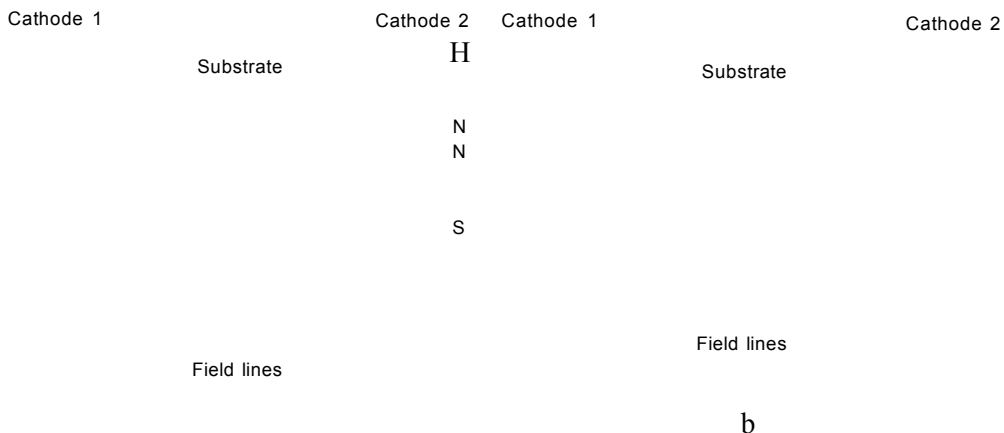 Cathode 1
Cathode 2
H
Substrate
N
N
S
Field lines
Cathode 1
Cathode 2
Substrate
Field lines
b